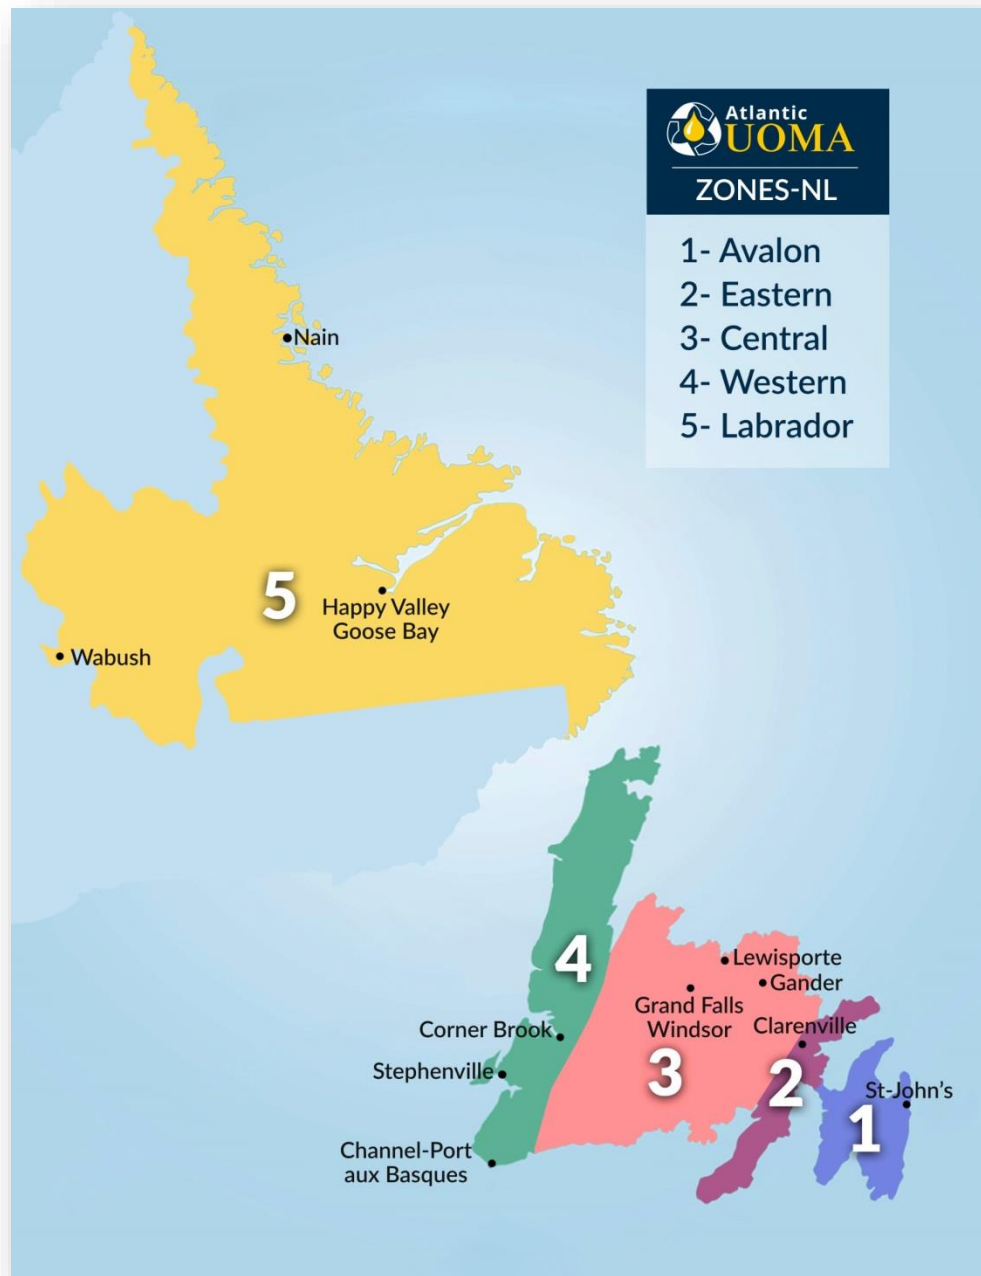 Atlantic
UOMA
ZONES-NL
1- Avalon
2- Eastern
3- Central
4- Western
5- Labrador
Nain
5
Happy Valley
Goose Bay
Wabush
4
Lewisporte
Gander
Grand Falls
Windsor
Clarenville
Corner Brook
3
Stephenville
2
St-John's
1
Channel-Port
aux Basques